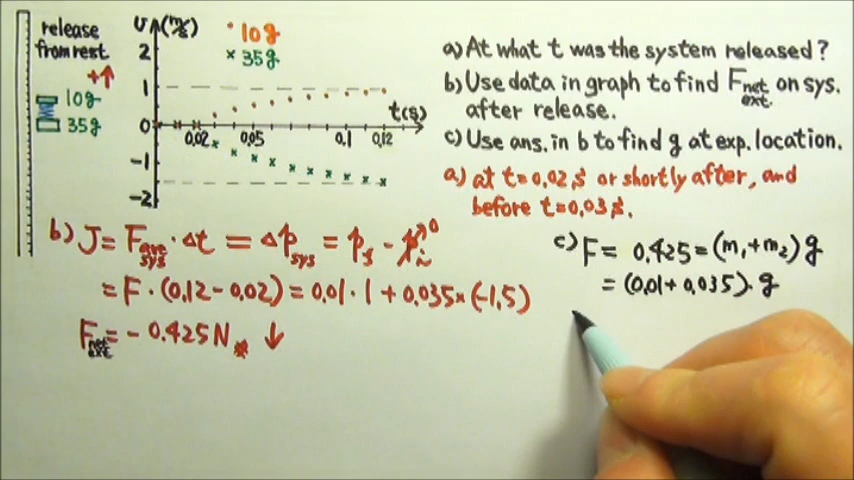 release
from rest
+↑
10g
35g
v (m/s)
2
1
0
-1
-2
• 10g
× 35g
t(s)
0.02
0.05
0.1
0.12
a) At what t was the system released?
b) Use data in graph to find Fnet ext. on sys.
after release.
c) Use ans. in b to find g at exp. location.
a) at t=0.02s or shortly after, and
before t=0.03s.
b) J = Fave sys · Δt = Δpsys = pf - pi → 0
= F · (0.12 - 0.02) = 0.01 · 1 + 0.035 × (-1.5)
Fnet ext = - 0.425N ↓
c) F = 0.425 = (m1 + m2) g
= (0.01 + 0.035) · g